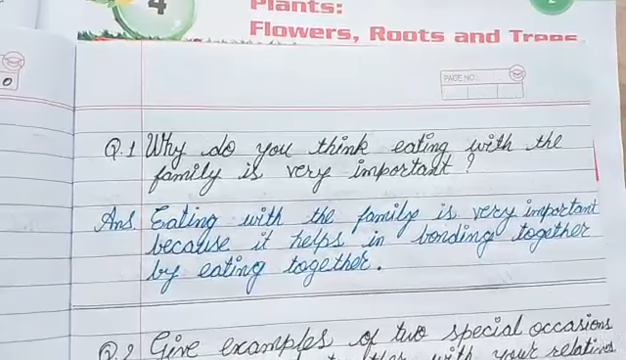 4
Plants:
Flowers, Roots and Trees
2
PAGE NO.:
0
Q.1 Why do you think eating with the
family is very important?
Ans. Eating with the family is very important
because it helps in bonding together
by eating together.
Q.2 Give examples of two special occasions
with your relatives